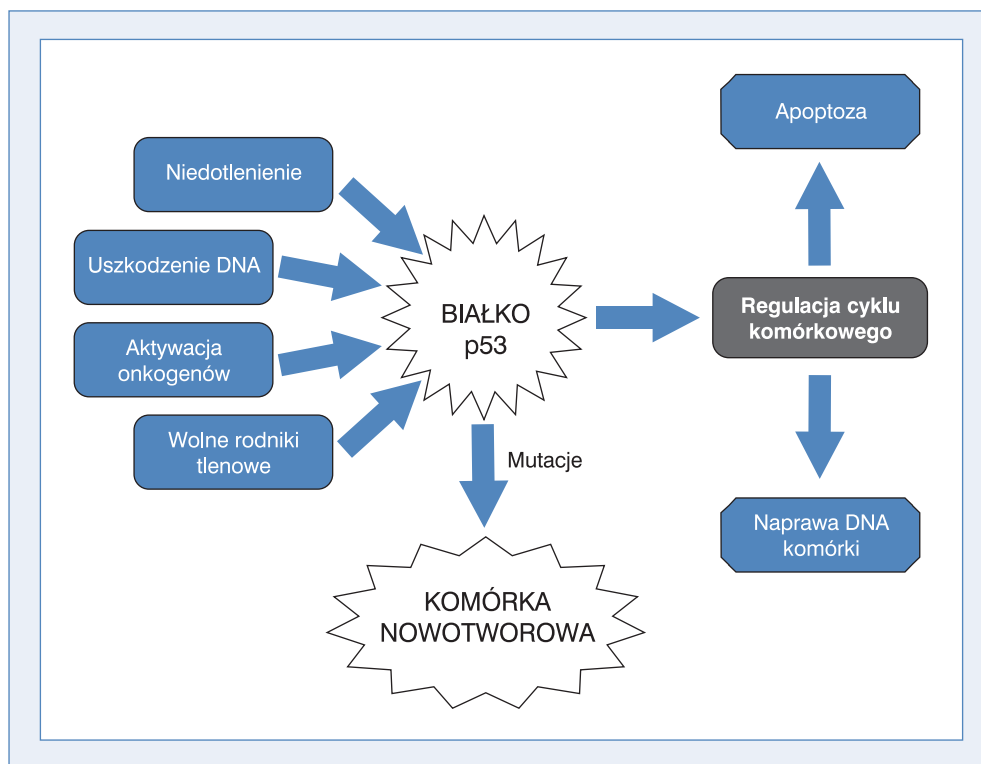 Apoptoza
Niedotlenienie
Uszkodzenie DNA
Aktywacja
onkogenów
Wolne rodniki
tlenowe
BIAŁKO
p53
Regulacja cyklu
komórkowego
Mutacje
Naprawa DNA
komórki
KOMÓRKA
NOWOTWOROWA